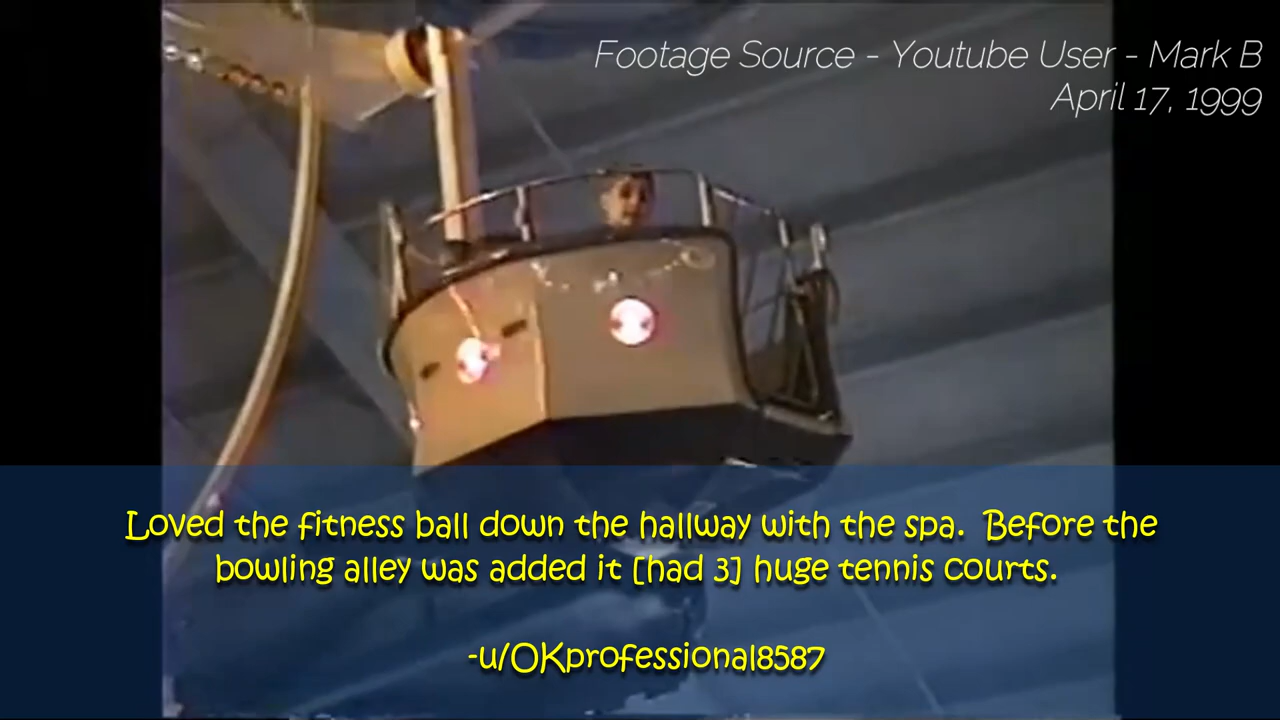 Footage Source - Youtube User - Mark B
April 17, 1999
Loved the fitness ball down the hallway with the spa. Before the
bowling alley was added it [had 3] huge tennis courts.
-u/OKprofessional8587